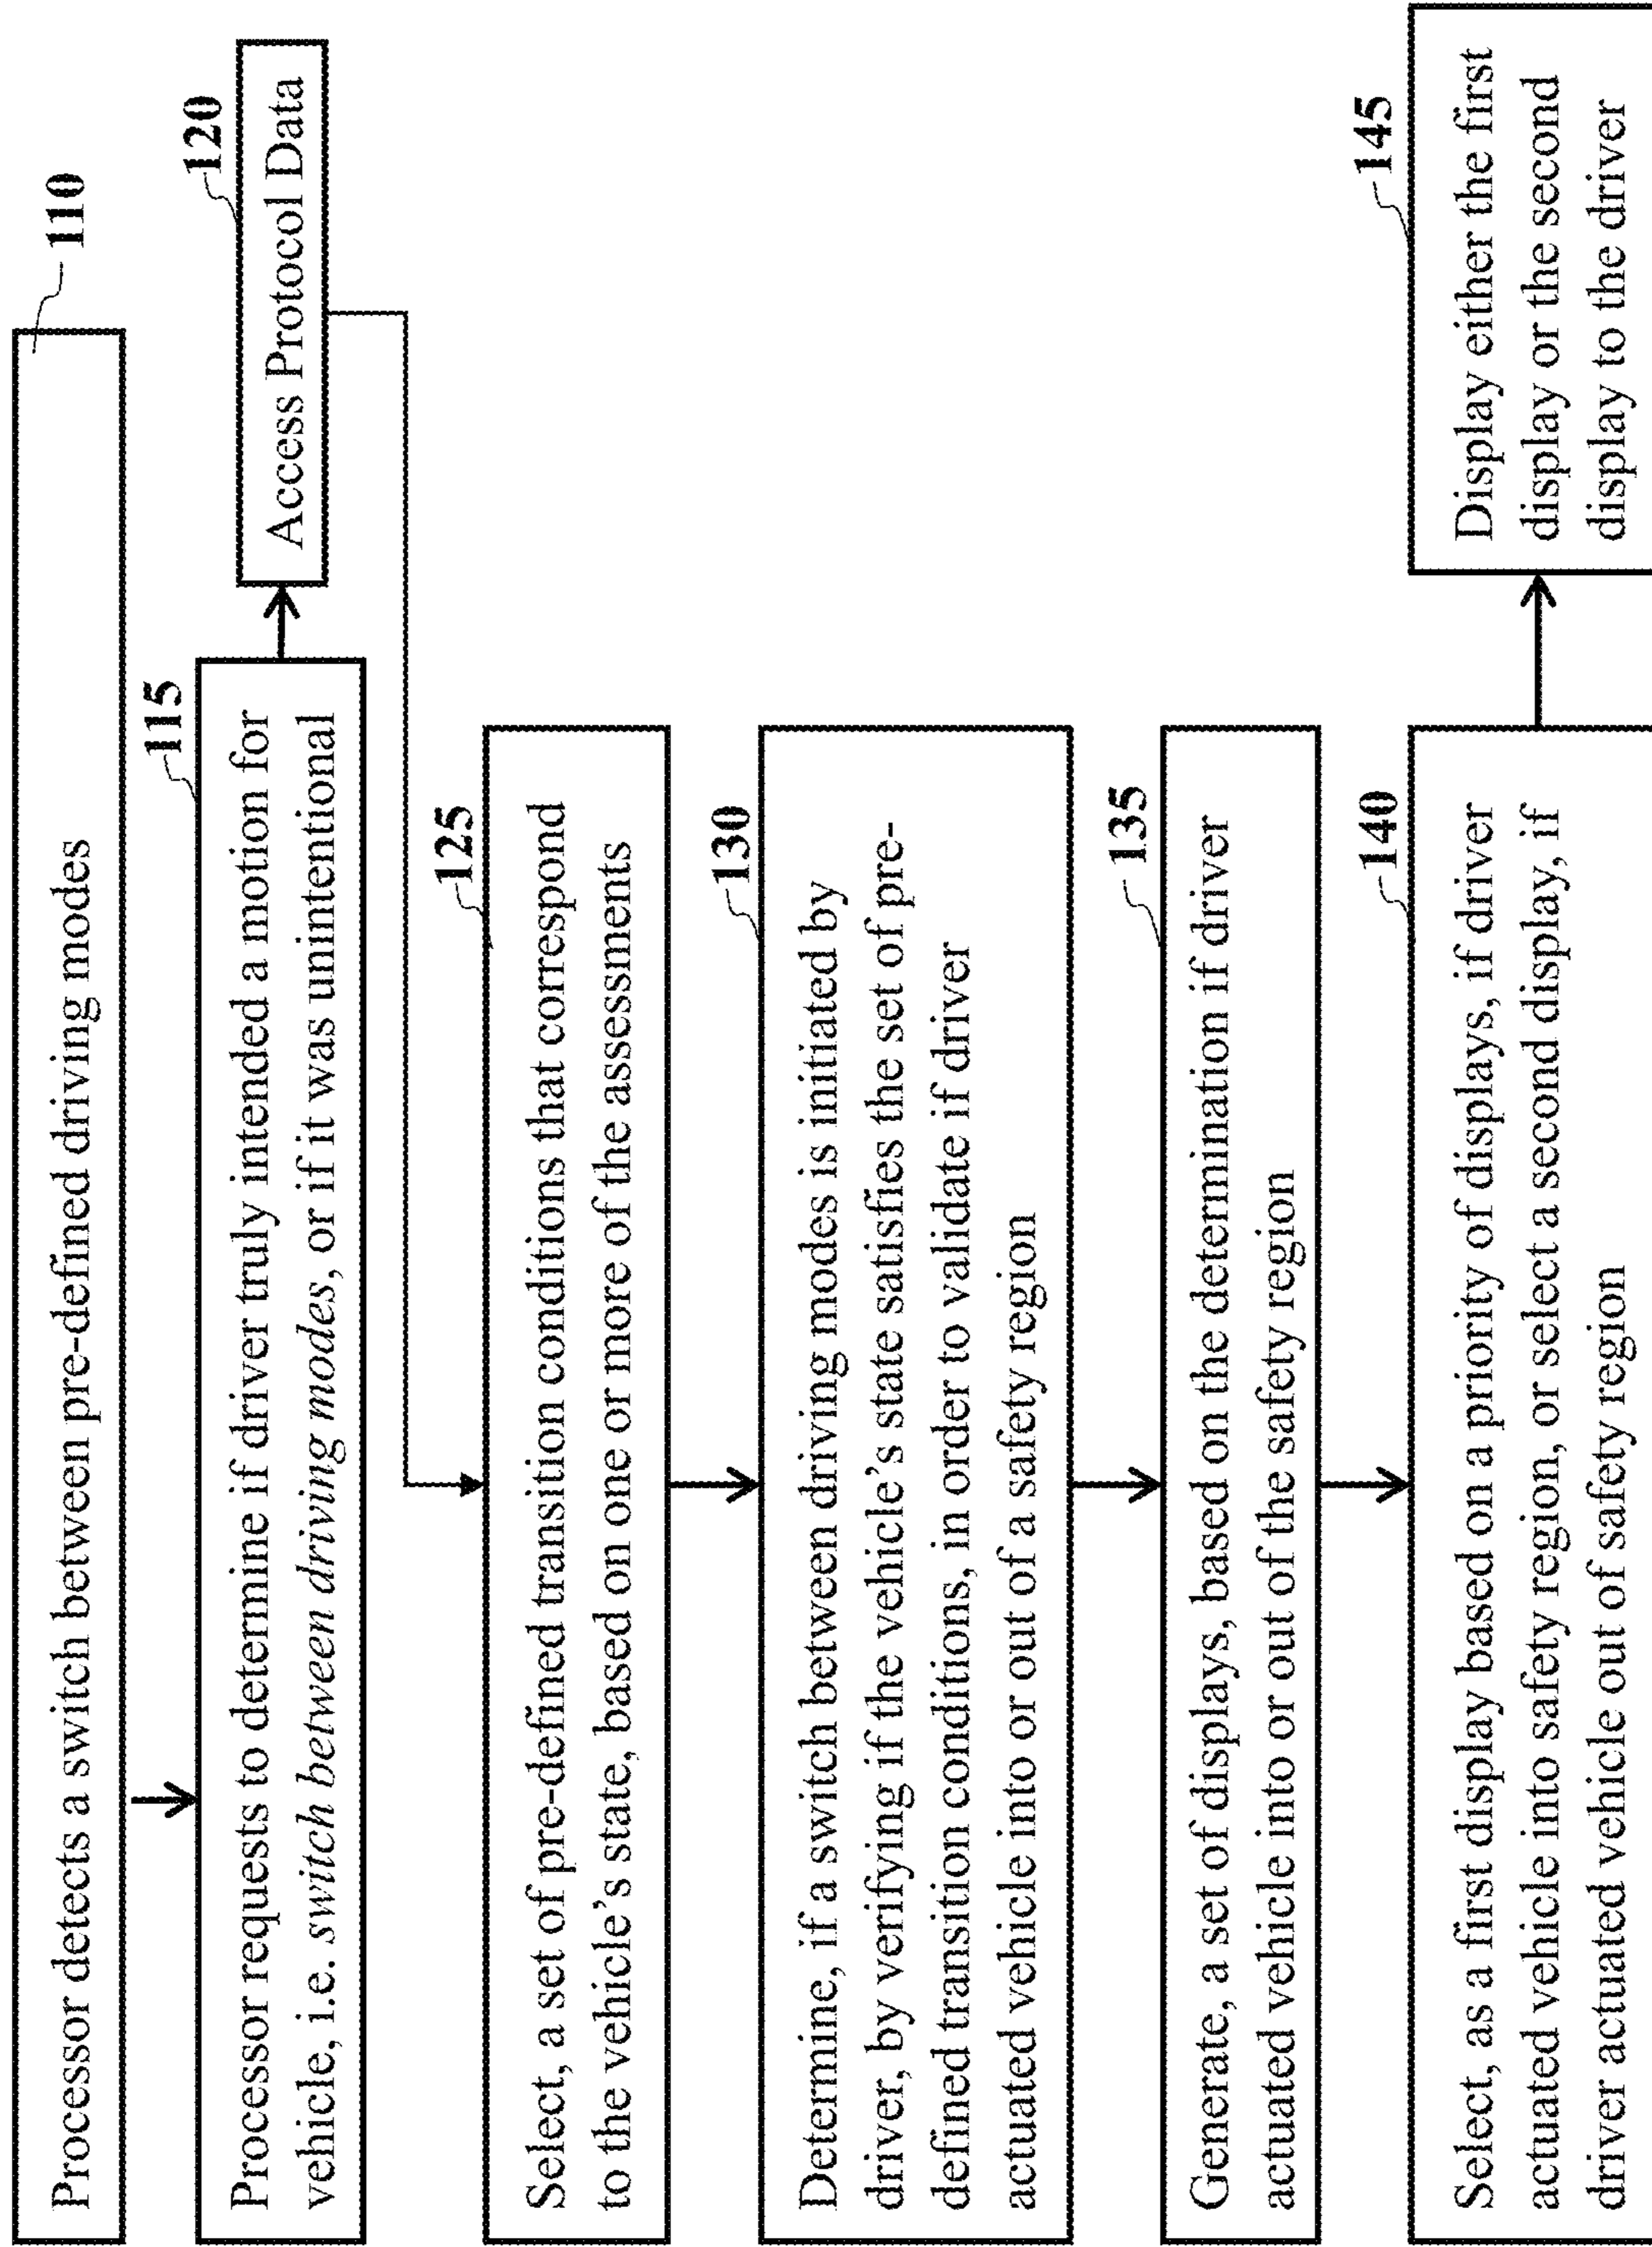 110
Processor detects a switch between pre-defined driving modes
115
Processor requests to determine if driver truly intended a motion for
vehicle, i.e. switch between driving modes, or if it was unintentional
120
Access Protocol Data
125
Select, a set of pre-defined transition conditions that correspond
to the vehicle's state, based on one or more of the assessments
130
Determine, if a switch between driving modes is initiated by
driver, by verifying if the vehicle's state satisfies the set of pre-
defined transition conditions, in order to validate if driver
actuated vehicle into or out of a safety region
135
Generate, a set of displays, based on the determination if driver
actuated vehicle into or out of the safety region
140
Select, as a first display based on a priority of displays, if driver
actuated vehicle into safety region, or select a second display, if
driver actuated vehicle out of safety region
145
Display either the first
display or the second
display to the driver